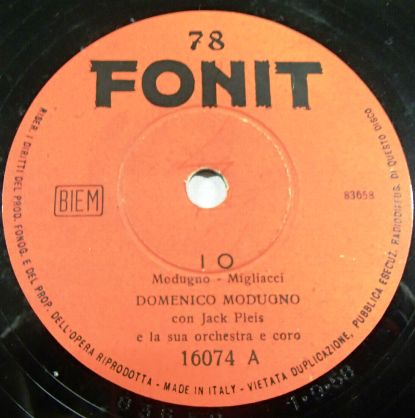 78
FONIT
BIEM
83658
IO
Modugno - Migliacci
DOMENICO MODUGNO
con Jack Pleis
e la sua orchestra e coro
16074 A
RISER. I DIRITTI DEL PROD. FONOG. E DEL PROP. DELL'OPERA RIPRODOTTA - MADE IN ITALY - VIETATA DUPLICAZIONE, PUBBLICA ESECUZ. RADIODIFFUS. DI QUESTO DISCO